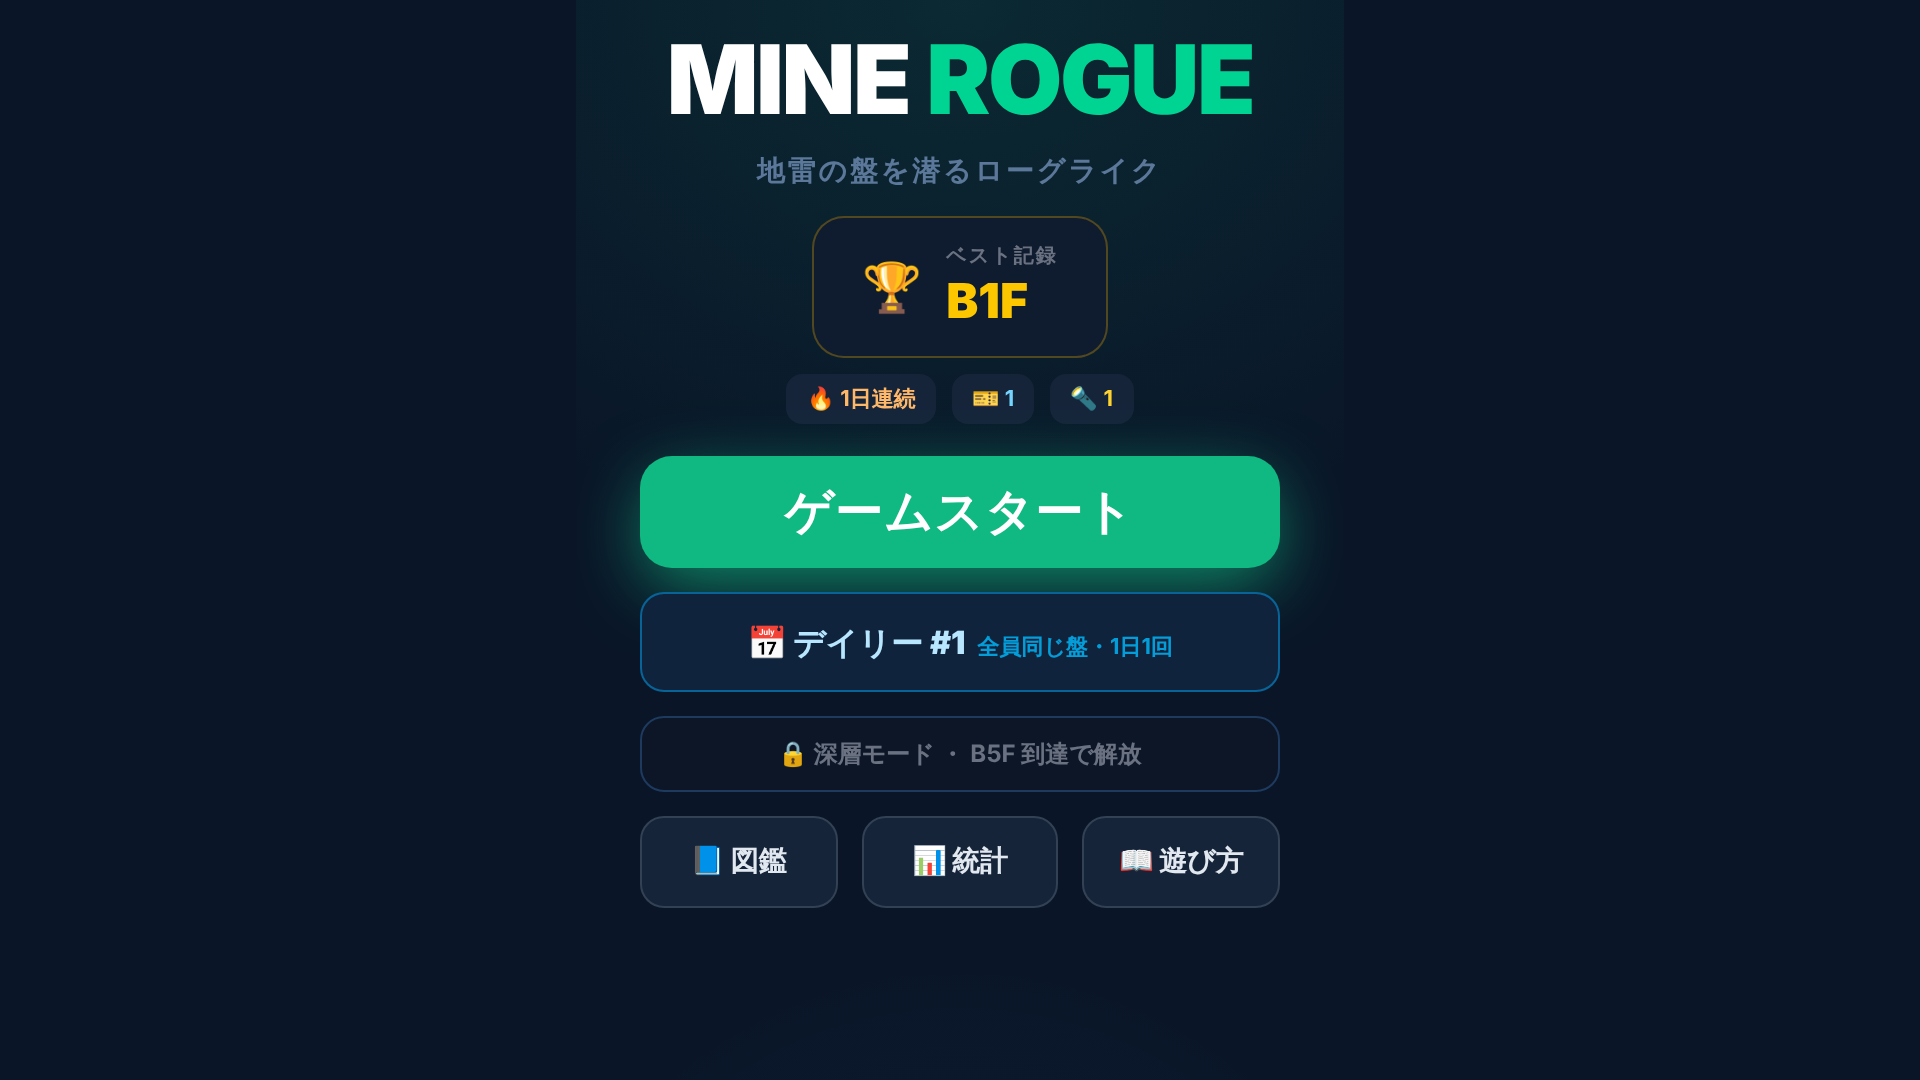 MINE ROGUE
地雷の盤を潜るローグライク
🏆 ベスト記録
B1F
🔥 1日連続 🎫 1 🔦 1
ゲームスタート
📅 デイリー #1 全員同じ盤・1日1回
🔒 深層モード ・ B5F 到達で解放
📘 図鑑 📊 統計 📖 遊び方